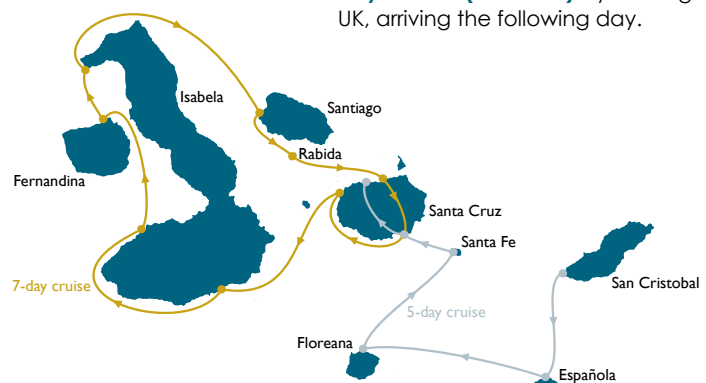 UK, arriving the following day.
Isabela
Santiago
Rabida
Fernandina
Santa Cruz
Santa Fe
San Cristobal
7-day cruise
5-day cruise
Floreana
Española